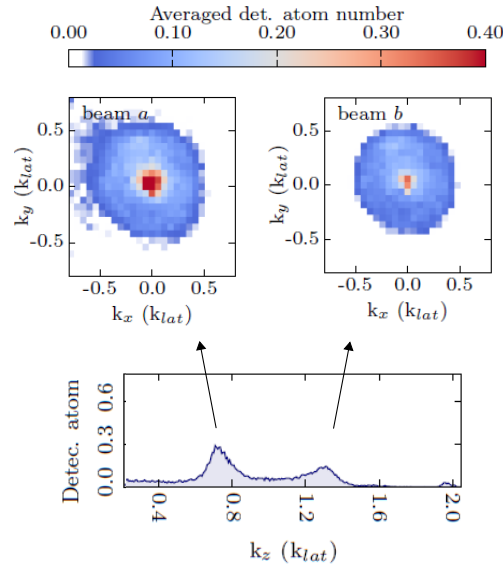 Averaged det. atom number
0.00 0.10 0.20 0.30 0.40
beam a
beam b
k_y (k_lat)
0.5
0.0
-0.5
k_y (k_lat)
0.5
0.0
-0.5
-0.5 0.0 0.5
-0.5 0.0 0.5
k_x (k_lat)
k_x (k_lat)
Detec. atom
0.0 0.3 0.6
0.4 0.8 1.2 1.6 2.0
k_z (k_lat)